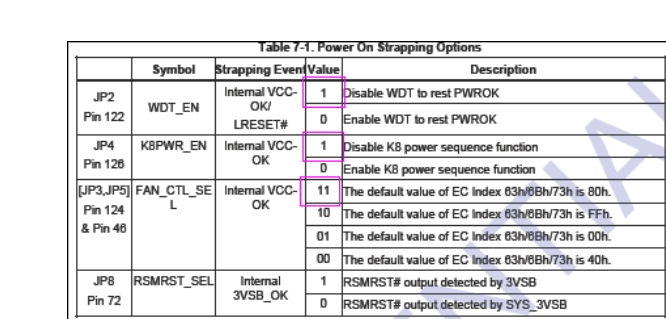 Table 7-1. Power On Strapping Options
Symbol Strapping Event Value Description
JP2 Pin 122 WDT_EN Internal VCC-OK/ LRESET# 1 Disable WDT to rest PWROK
0 Enable WDT to rest PWROK
JP4 Pin 126 K8PWR_EN Internal VCC-OK 1 Disable K8 power sequence function
0 Enable K8 power sequence function
[JP3,JP5] Pin 124 & Pin 46 FAN_CTL_SEL Internal VCC-OK 11 The default value of EC Index 63h/6Bh/73h is 80h.
10 The default value of EC Index 63h/6Bh/73h is FFh.
01 The default value of EC Index 63h/6Bh/73h is 00h.
00 The default value of EC Index 63h/6Bh/73h is 40h.
JP8 Pin 72 RSMRST_SEL Internal 3VSB_OK 1 RSMRST# output detected by 3VSB
0 RSMRST# output detected by SYS_3VSB
ENTIAL